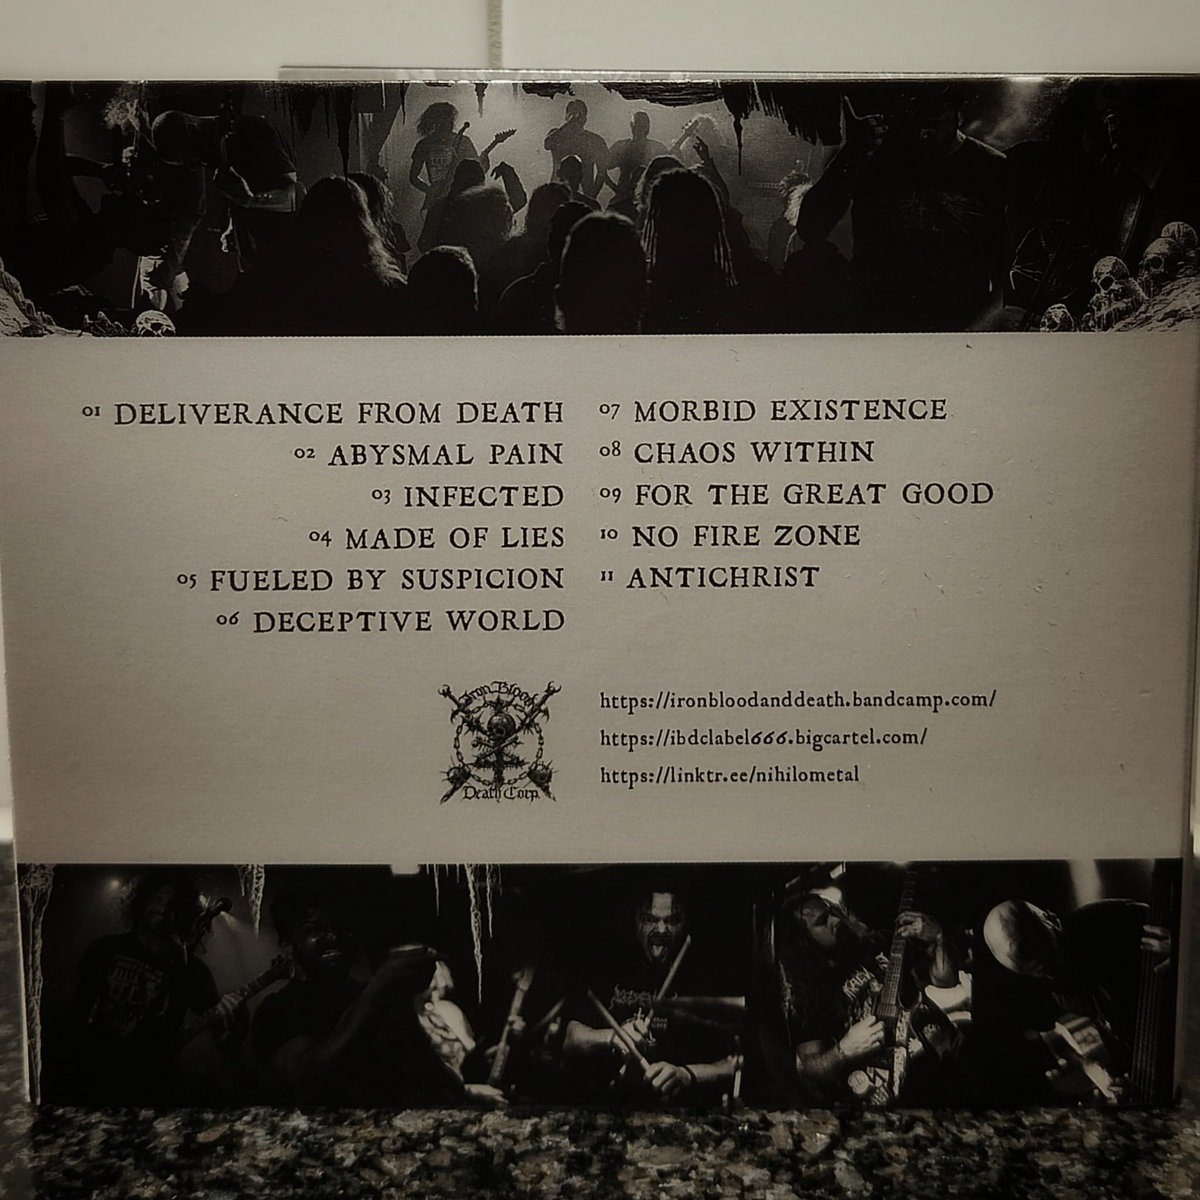 01 DELIVERANCE FROM DEATH
02 ABYSMAL PAIN
03 INFECTED
04 MADE OF LIES
05 FUELED BY SUSPICION
06 DECEPTIVE WORLD
07 MORBID EXISTENCE
08 CHAOS WITHIN
09 FOR THE GREAT GOOD
10 NO FIRE ZONE
11 ANTICHRIST
Iron Blood
Death Corp.
https://ironbloodanddeath.bandcamp.com/
https://ibdclabel666.bigcartel.com/
https://linktr.ee/nihilometal